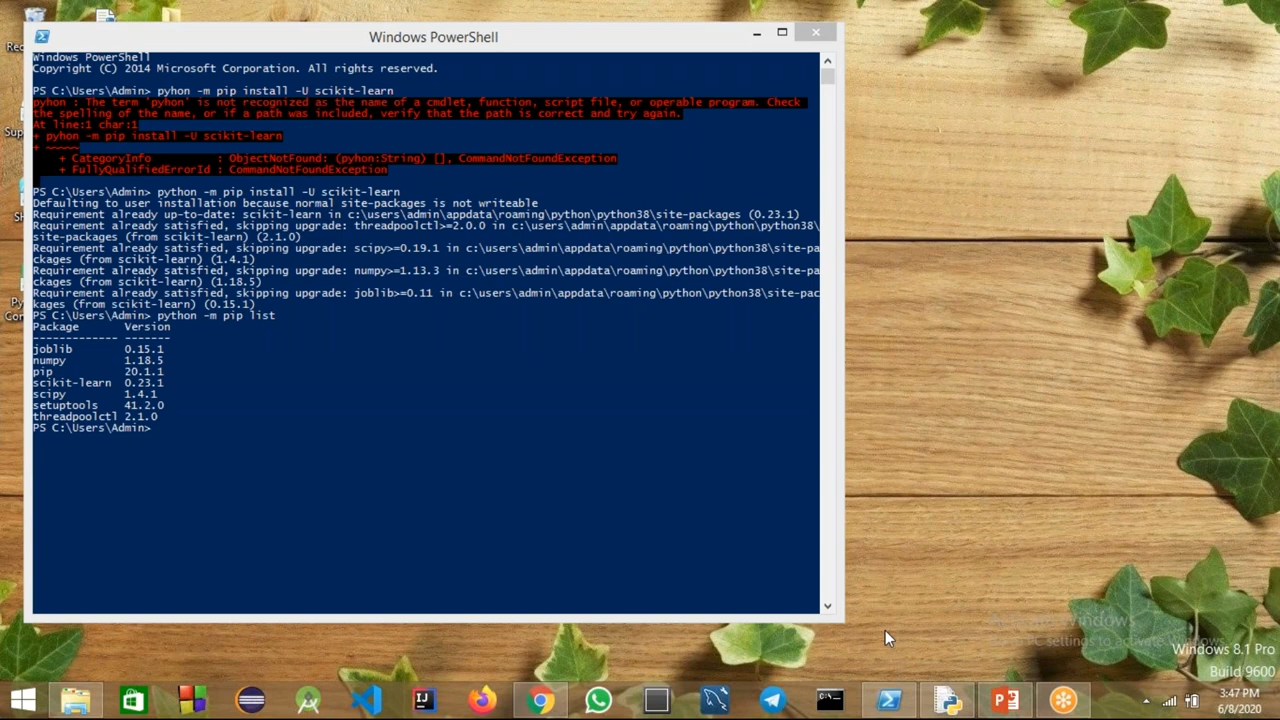 Windows PowerShell
Windows PowerShell
Copyright (C) 2014 Microsoft Corporation. All rights reserved.
PS C:\Users\Admin> pyhon -m pip install -U scikit-learn
pyhon : The term 'pyhon' is not recognized as the name of a cmdlet, function, script file, or operable program. Check
the spelling of the name, or if a path was included, verify that the path is correct and try again.
At line:1 char:1
+ pyhon -m pip install -U scikit-learn
+ ~~~~~
+ CategoryInfo : ObjectNotFound: (pyhon:String) [], CommandNotFoundException
+ FullyQualifiedErrorId : CommandNotFoundException
PS C:\Users\Admin> python -m pip install -U scikit-learn
Defaulting to user installation because normal site-packages is not writeable
Requirement already up-to-date: scikit-learn in c:\users\admin\appdata\roaming\python\python38\site-packages (0.23.1)
Requirement already satisfied, skipping upgrade: threadpoolctl>=2.0.0 in c:\users\admin\appdata\roaming\python\python38\
site-packages (from scikit-learn) (2.1.0)
Requirement already satisfied, skipping upgrade: scipy>=0.19.1 in c:\users\admin\appdata\roaming\python\python38\site-pa
ckages (from scikit-learn) (1.4.1)
Requirement already satisfied, skipping upgrade: numpy>=1.13.3 in c:\users\admin\appdata\roaming\python\python38\site-pa
ckages (from scikit-learn) (1.18.5)
Requirement already satisfied, skipping upgrade: joblib>=0.11 in c:\users\admin\appdata\roaming\python\python38\site-pac
kages (from scikit-learn) (0.15.1)
PS C:\Users\Admin> python -m pip list
Package Version
------------- -------
joblib 0.15.1
numpy 1.18.5
pip 20.1.1
scikit-learn 0.23.1
scipy 1.4.1
setuptools 41.2.0
threadpoolctl 2.1.0
PS C:\Users\Admin>
Windows
PC settings to activate Windows.
Windows 8.1 Pro
Build 9600
3:47 PM
6/8/2020